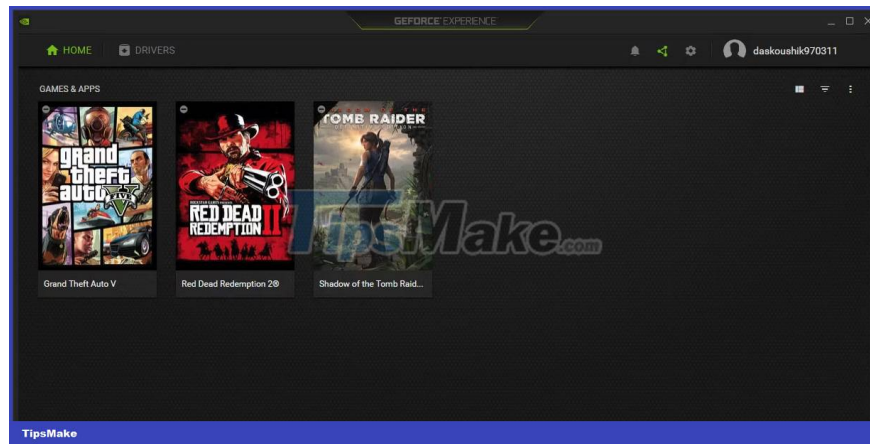 GEFORCE EXPERIENCE
HOME
DRIVERS
daskoushik970311
GAMES & APPS
grand
theft
auto
V
FIVE
RED DEAD
REDEMPTION II
TOMB RAIDER
TipsMake.com
Grand Theft Auto V
Red Dead Redemption 2®
Shadow of the Tomb Raid...
TipsMake